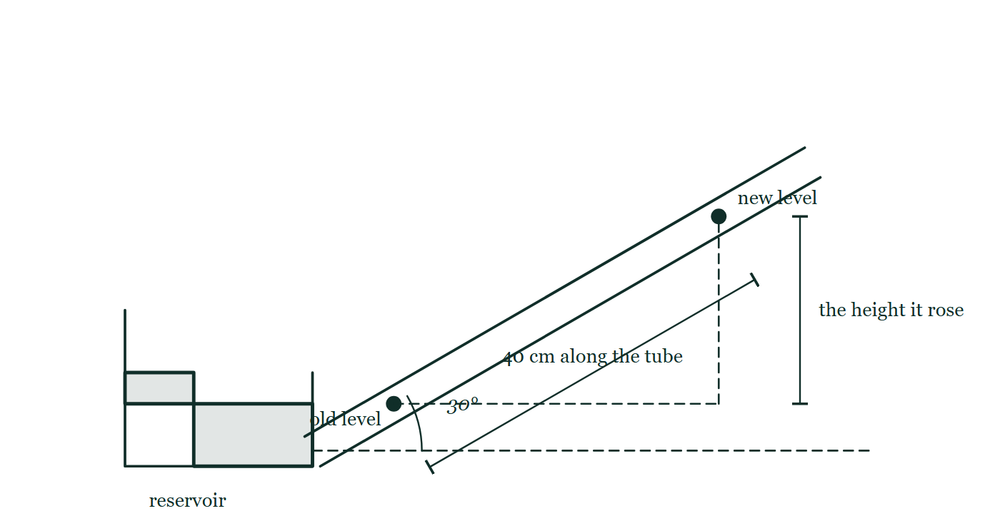 new level
the height it rose
40 cm along the tube
30°
old level
reservoir